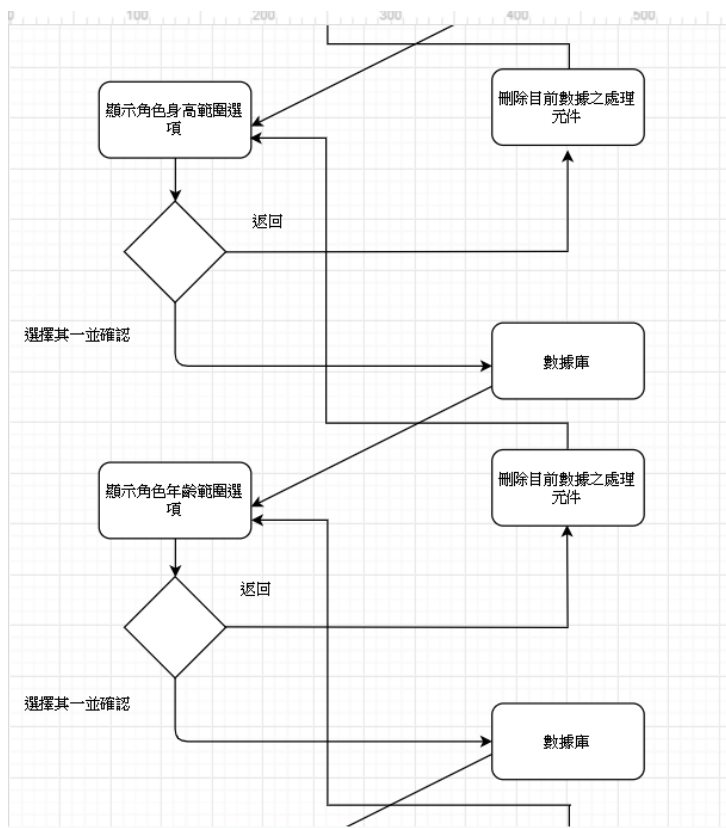 0 100 200 300 400 500
顯示角色身高範圍選
項
刪除目前數據之處理
元件
返回
選擇其一並確認
數據庫
顯示角色年齡範圍選
項
刪除目前數據之處理
元件
返回
選擇其一並確認
數據庫